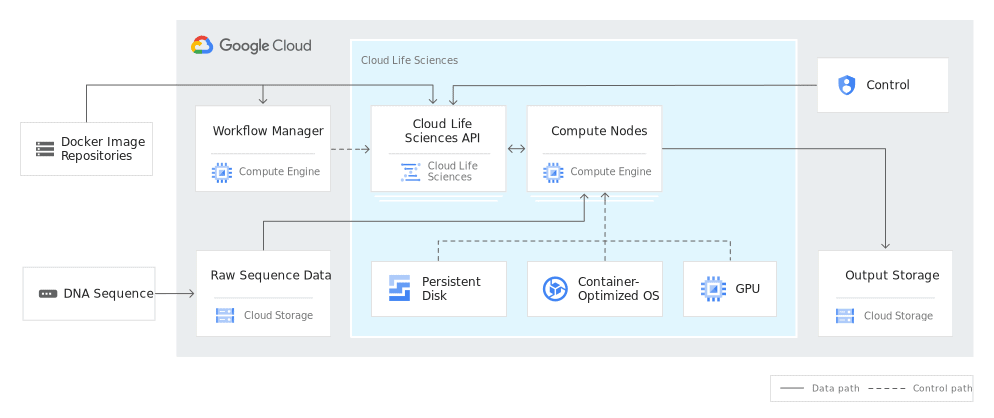 Google Cloud
Cloud Life Sciences
Control
Docker Image
Repositories
Workflow Manager
Compute Engine
Cloud Life
Sciences API
Cloud Life
Sciences
Compute Nodes
Compute Engine
DNA Sequence
Raw Sequence Data
Cloud Storage
Persistent
Disk
Container-
Optimized OS
GPU
Output Storage
Cloud Storage
Data path
Control path